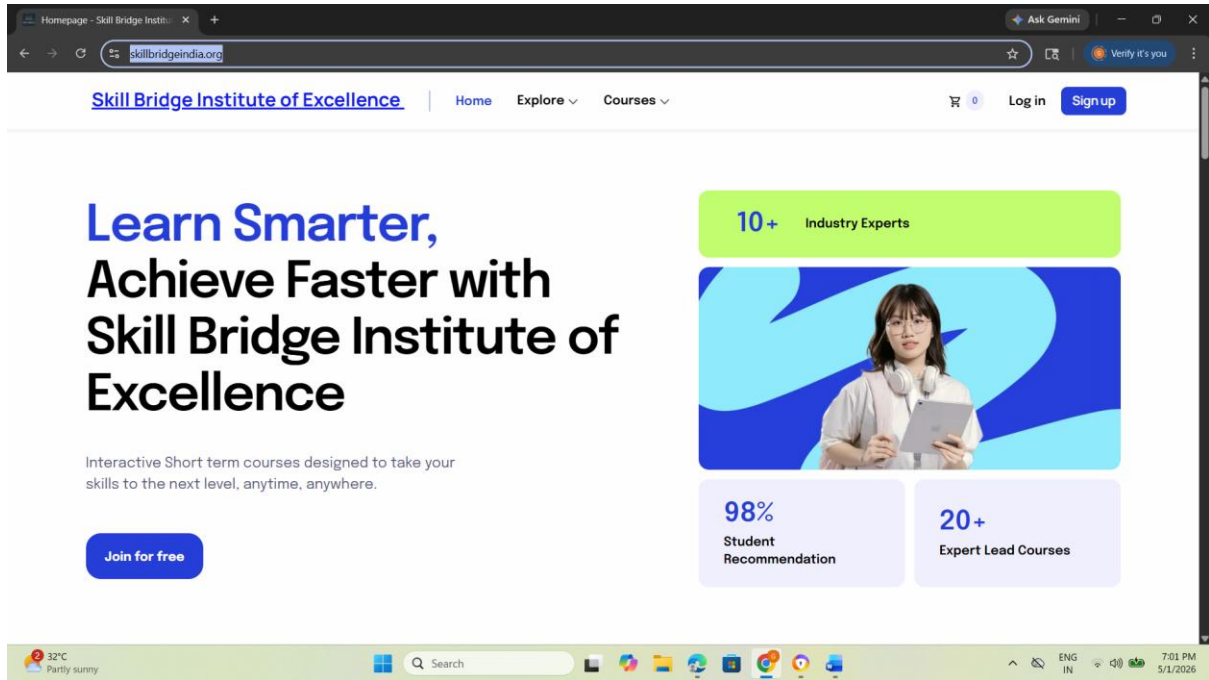 Homepage - Skill Bridge Institu
Ask Gemini
skillbridgeindia.org
Verify it's you
Skill Bridge Institute of Excellence
Home
Explore
Courses
0
Log in
Sign up
Learn Smarter,
Achieve Faster with
Skill Bridge Institute of
Excellence
Interactive Short term courses designed to take your
skills to the next level, anytime, anywhere.
Join for free
10+ Industry Experts
98%
Student
Recommendation
20+
Expert Lead Courses
2
32°C
Partly sunny
Search
ENG
IN
7:01 PM
5/1/2026